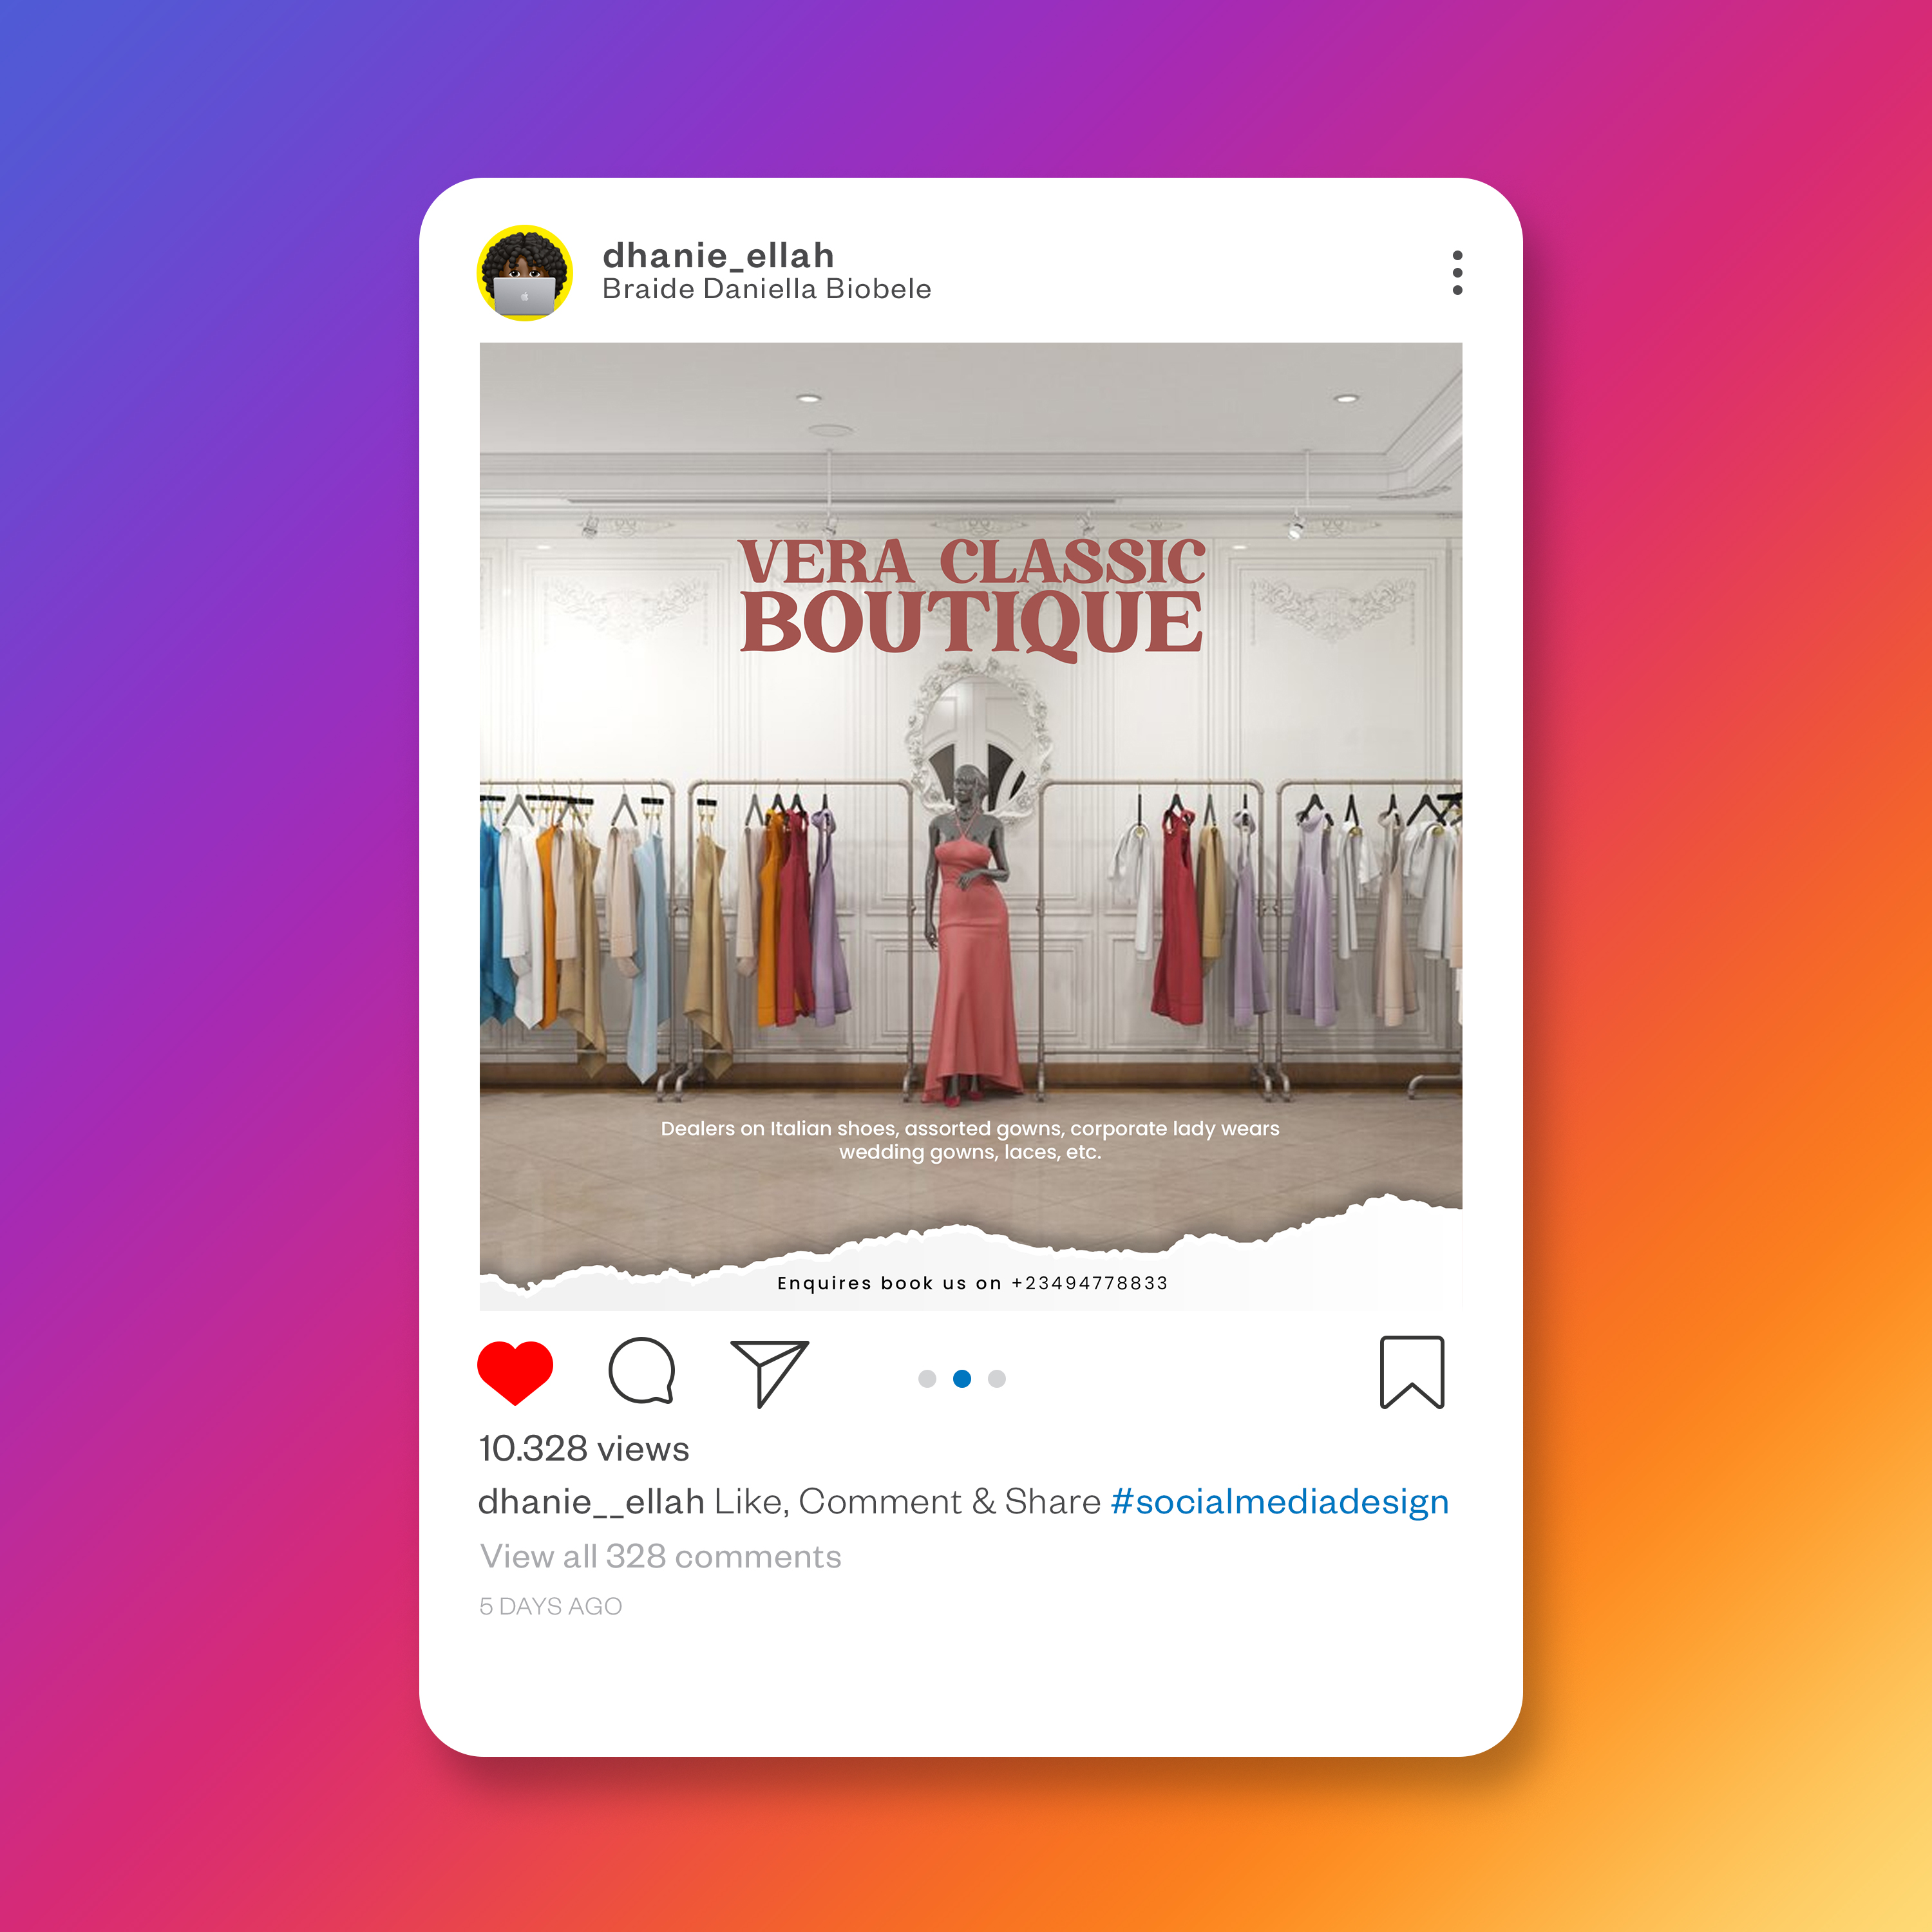 dhanie_ellah
Braide Daniella Biobele
VERA CLASSIC
BOUTIQUE
Dealers on Italian shoes, assorted gowns, corporate lady wears
wedding gowns, laces, etc.
Enquires book us on +23494778833
10.328 views
dhanie__ellah Like, Comment & Share #socialmediadesign
View all 328 comments
5 DAYS AGO